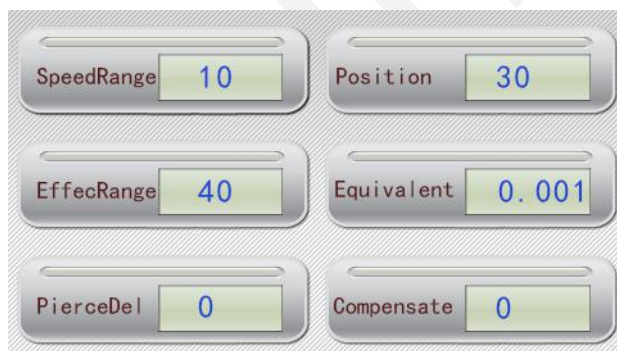 SpeedRange 10 Position 30
EffecRange 40 Equivalent 0.001
PierceDel 0 Compensate 0